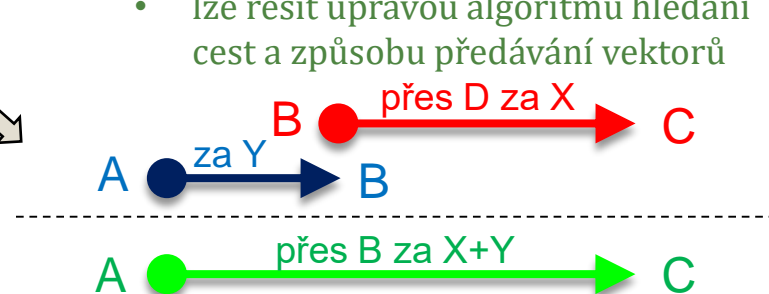 • lze řešit úpravou algoritmu hledání
cest a způsobu předávání vektorů
B přes D za X C
A za Y B
A přes B za X+Y C